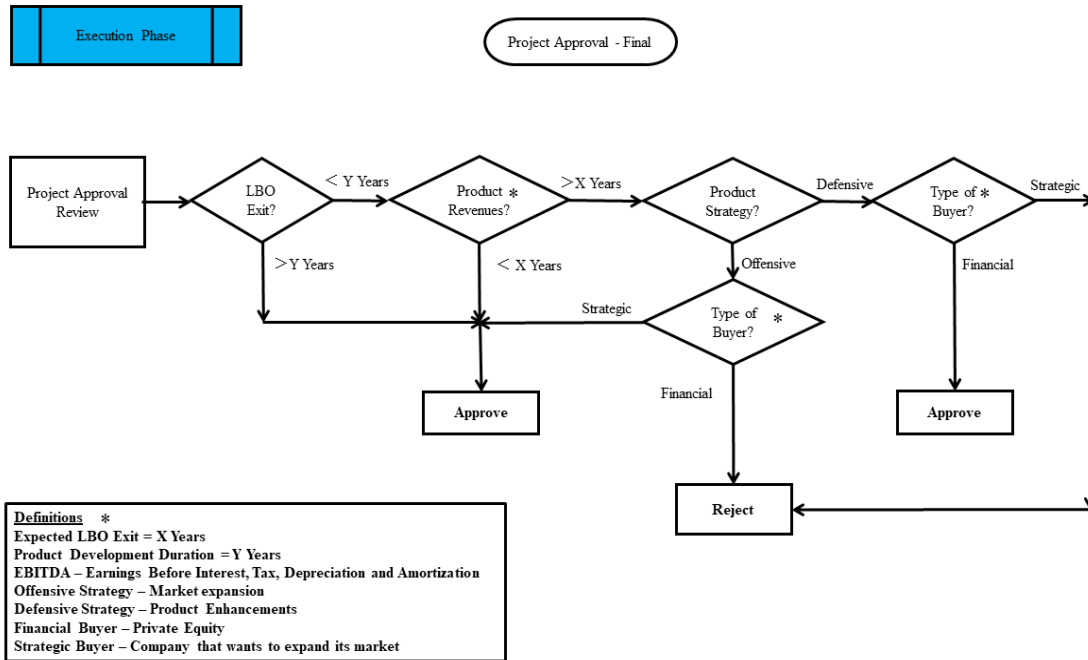 Execution Phase
Project Approval - Final
Project Approval
Review
LBO
Exit?
< Y Years
Product *
Revenues?
>X Years
Product
Strategy?
Defensive
Type of *
Buyer?
Strategic
>Y Years
< X Years
Offensive
Financial
Strategic
Type of *
Buyer?
Financial
Approve
Approve
Reject
Definitions *
Expected LBO Exit = X Years
Product Development Duration = Y Years
EBITDA – Earnings Before Interest, Tax, Depreciation and Amortization
Offensive Strategy – Market expansion
Defensive Strategy – Product Enhancements
Financial Buyer – Private Equity
Strategic Buyer – Company that wants to expand its market